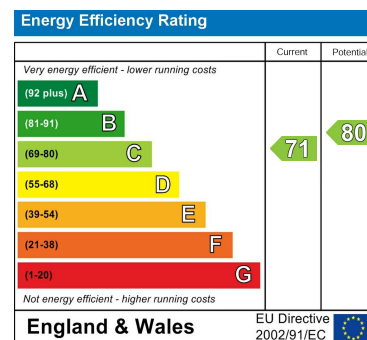 Energy Efficiency Rating
Current Potential
Very energy efficient - lower running costs
(92 plus) A
(81-91) B
(69-80) C
(55-68) D
(39-54) E
(21-38) F
(1-20) G
71
80
Not energy efficient - higher running costs
England & Wales
EU Directive
2002/91/EC